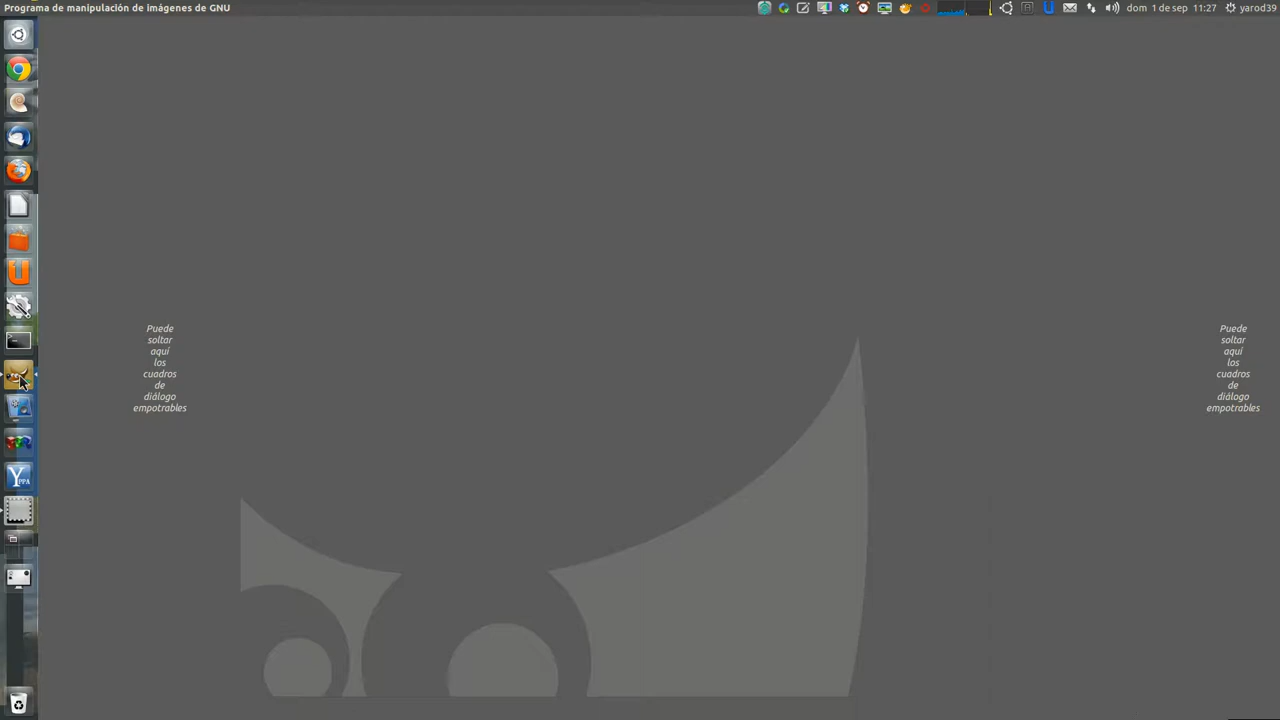 Programa de manipulación de imágenes de GNU
dom 1 de sep 11:27 yarod39
Puede
soltar
aquí
los
cuadros
de
diálogo
empotrables
Puede
soltar
aquí
los
cuadros
de
diálogo
empotrables